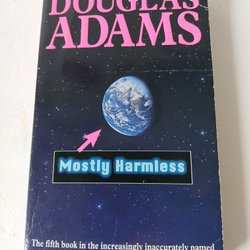 DOUGLAS
ADAMS
Mostly Harmless
The fifth book in the increasingly inaccurately named